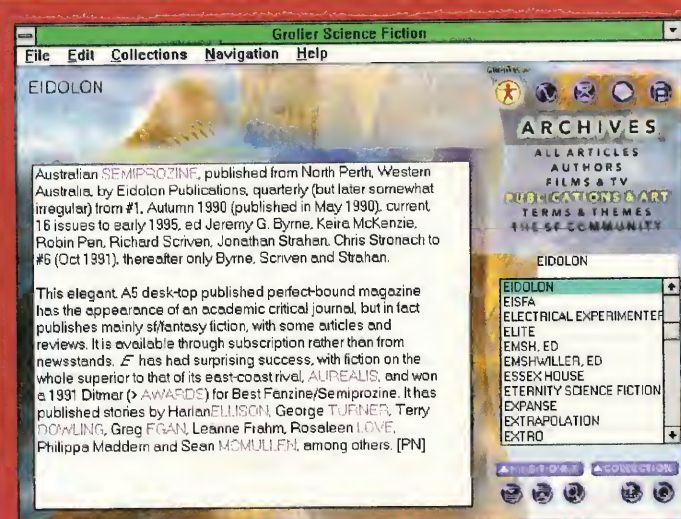 Grolier Science Fiction
File Edit Collections Navigation Help
EIDOLON
Australian SEMIPROZINE, published from North Perth, Western
Australia, by Eidolon Publications, quarterly (but later somewhat
irregular) from #1, Autumn 1990 (published in May 1990), current,
16 issues to early 1995, ed Jeremy G. Byrne, Keira McKenzie,
Robin Pen, Richard Scriven, Jonathan Strahan, Chris Stronach to
#6 (Oct 1991), thereafter only Byrne, Scriven and Strahan.
This elegant A5 desk-top published perfect-bound magazine
has the appearance of an academic critical journal, but in fact
publishes mainly sf/fantasy fiction, with some articles and
reviews. It is available through subscription rather than from
newsstands. E has had surprising success, with fiction on the
whole superior to that of its east-coast rival, AUREALIS, and won
a 1991 Ditmar (> AWARDS) for Best Fanzine/Semiprozine. It has
published stories by HarlanELLISON, George TURNER, Terry
DOWLING, Greg EGAN, Leanne Frahm, Rosaleen LOVE,
Philippa Maddern and Sean MCMULLEN, among others. [PN]
ARCHIVES
ALL ARTICLES
AUTHORS
FILMS & TV
PUBLICATIONS & ART
TERMS & THEMES
THE SF COMMUNITY
EIDOLON
EIDOLON
EISFA
ELECTRICAL EXPERIMENTER
ELITE
EMSH, ED
EMSHWILLER, ED
ESSEX HOUSE
ETERNITY SCIENCE FICTION
EXPANSE
EXTRAPOLATION
EXTRO
COLLECTION